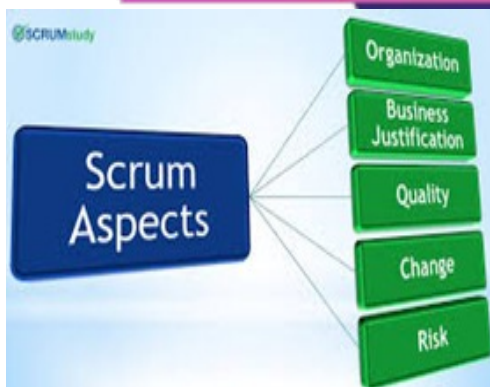 SCRUMstudy
Scrum
Aspects
Organization
Business
Justification
Quality
Change
Risk